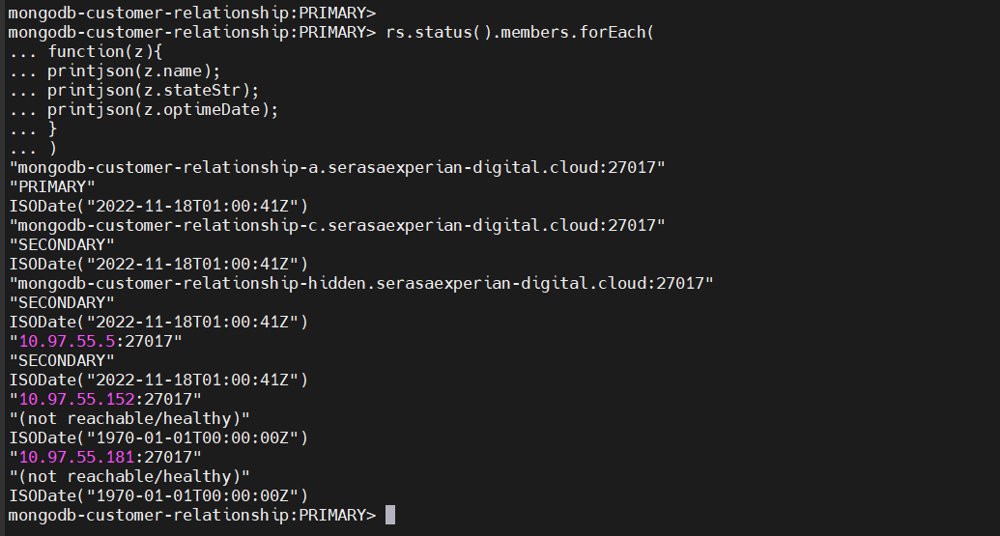 mongodb-customer-relationship:PRIMARY>
mongodb-customer-relationship:PRIMARY> rs.status().members.forEach(
... function(z){
... printjson(z.name);
... printjson(z.stateStr);
... printjson(z.optimeDate);
... }
... )
"mongodb-customer-relationship-a.serasaexperian-digital.cloud:27017"
"PRIMARY"
ISODate("2022-11-18T01:00:41Z")
"mongodb-customer-relationship-c.serasaexperian-digital.cloud:27017"
"SECONDARY"
ISODate("2022-11-18T01:00:41Z")
"mongodb-customer-relationship-hidden.serasaexperian-digital.cloud:27017"
"SECONDARY"
ISODate("2022-11-18T01:00:41Z")
"10.97.55.5:27017"
"SECONDARY"
ISODate("2022-11-18T01:00:41Z")
"10.97.55.152:27017"
"(not reachable/healthy)"
ISODate("1970-01-01T00:00:00Z")
"10.97.55.181:27017"
"(not reachable/healthy)"
ISODate("1970-01-01T00:00:00Z")
mongodb-customer-relationship:PRIMARY>